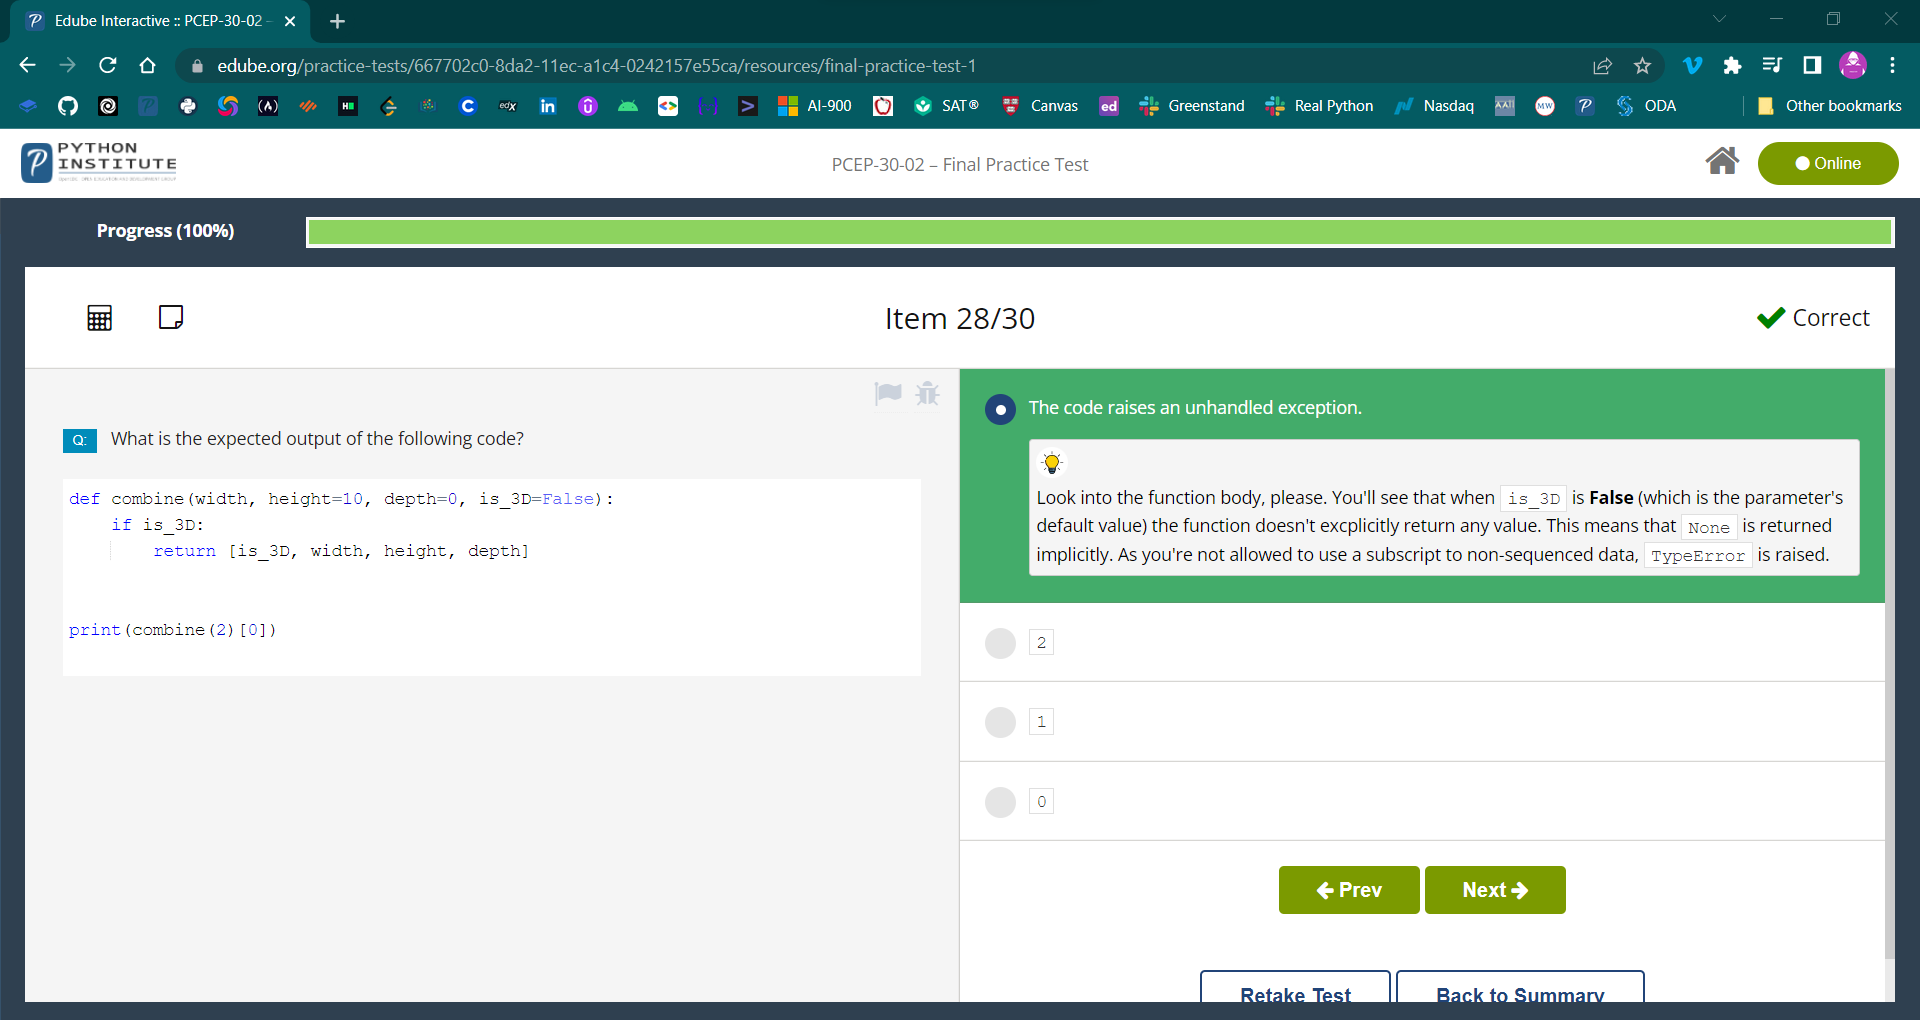 Edube Interactive :: PCEP-30-02 -
edube.org/practice-tests/667702c0-8da2-11ec-a1c4-0242157e55ca/resources/final-practice-test-1
AI-900 SAT® Canvas ed Greenstand Real Python Nasdaq MW ODA Other bookmarks
PYTHON
INSTITUTE
PCEP-30-02 – Final Practice Test
Online
Progress (100%)
Item 28/30
Correct
Q: What is the expected output of the following code?
def combine(width, height=10, depth=0, is_3D=False):
    if is_3D:
        return [is_3D, width, height, depth]
print(combine(2)[0])
The code raises an unhandled exception.
Look into the function body, please. You'll see that when is_3D is False (which is the parameter's
default value) the function doesn't excplicitly return any value. This means that None is returned
implicitly. As you're not allowed to use a subscript to non-sequenced data, TypeError is raised.
2
1
0
Prev Next
Retake Test Back to Summary